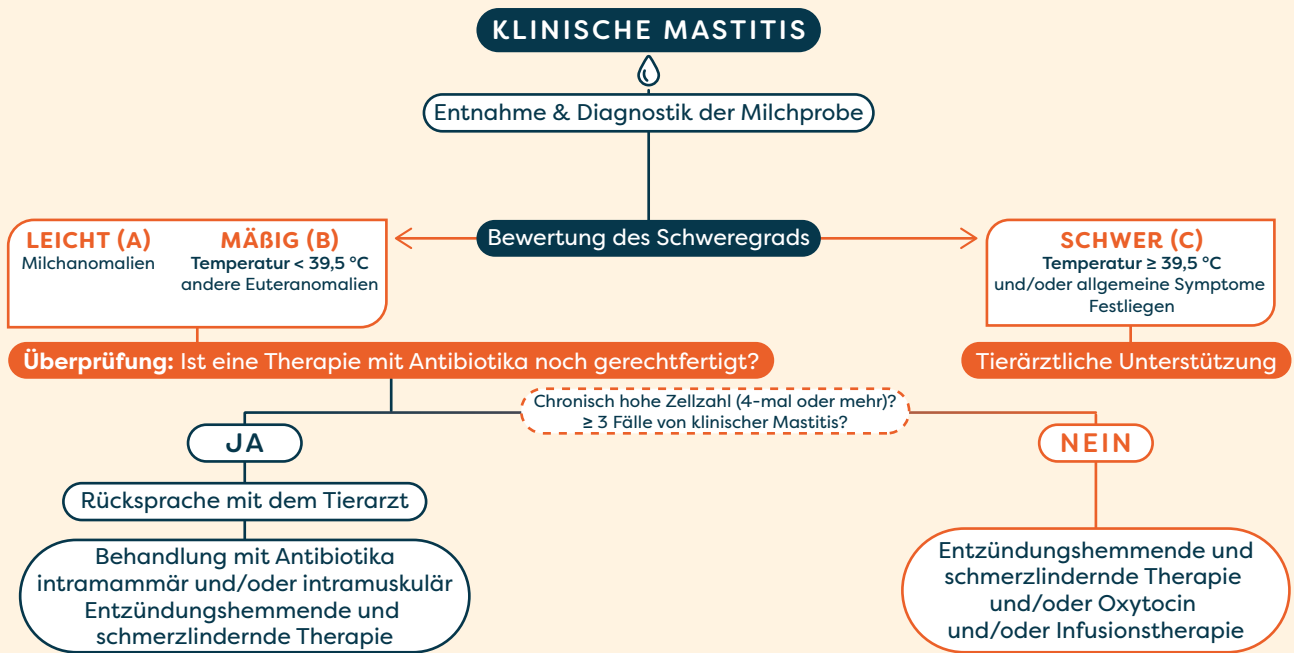 KLINISCHE MASTITIS
Entnahme & Diagnostik der Milchprobe
Bewertung des Schweregrads
LEICHT (A)
Milchanomalien
MÄßIG (B)
Temperatur < 39,5 °C
andere Euteranomalien
SCHWER (C)
Temperatur ≥ 39,5 °C
und/oder allgemeine Symptome
Festliegen
Überprüfung: Ist eine Therapie mit Antibiotika noch gerechtfertigt?
Tierärztliche Unterstützung
Chronisch hohe Zellzahl (4-mal oder mehr)?
≥ 3 Fälle von klinischer Mastitis?
JA
NEIN
Rücksprache mit dem Tierarzt
Behandlung mit Antibiotika
intramammär und/oder intramuskulär
Entzündungshemmende und
schmerzlindernde Therapie
Entzündungshemmende und
schmerzlindernde Therapie
und/oder Oxytocin
und/oder Infusionstherapie